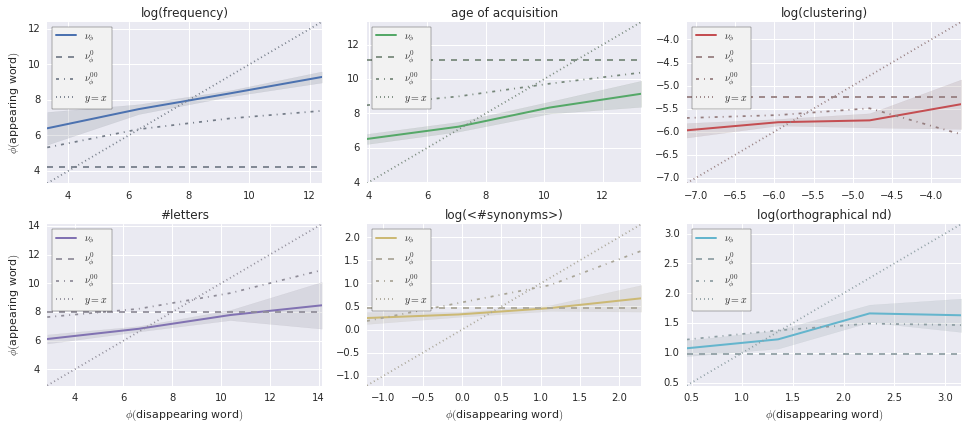 log(frequency)
12
10
8
6
4
4
6
8
10
12
ϕ(appearing word)
ν_ϕ
ν_ϕ^0
ν_ϕ^00
y = x
age of acquisition
12
10
8
6
4
4
6
8
10
12
ν_ϕ
ν_ϕ^0
ν_ϕ^00
y = x
log(clustering)
−4.0
−4.5
−5.0
−5.5
−6.0
−6.5
−7.0
−7.0
−6.5
−6.0
−5.5
−5.0
−4.5
−4.0
ν_ϕ
ν_ϕ^0
ν_ϕ^00
y = x
#letters
14
12
10
8
6
4
4
6
8
10
12
14
ϕ(appearing word)
ϕ(disappearing word)
ν_ϕ
ν_ϕ^0
ν_ϕ^00
y = x
log(<#synonyms>)
2.0
1.5
1.0
0.5
0.0
−0.5
−1.0
−1.0
−0.5
0.0
0.5
1.0
1.5
2.0
ϕ(disappearing word)
ν_ϕ
ν_ϕ^0
ν_ϕ^00
y = x
log(orthographical nd)
3.0
2.5
2.0
1.5
1.0
0.5
0.5
1.0
1.5
2.0
2.5
3.0
ϕ(disappearing word)
ν_ϕ
ν_ϕ^0
ν_ϕ^00
y = x